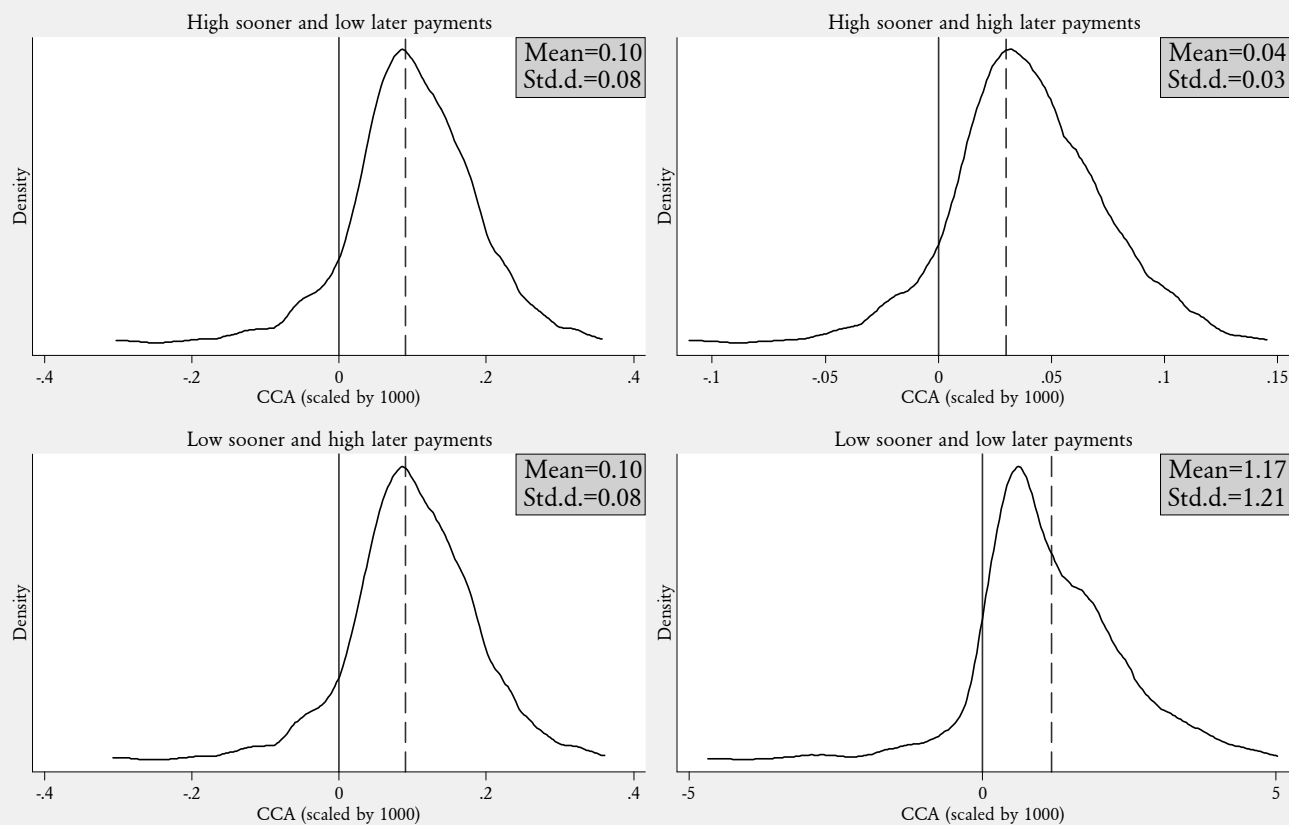 High sooner and low later payments
Mean=0.10
Std.d.=0.08
Density
-.4 -.2 0 .2 .4
CCA (scaled by 1000)
High sooner and high later payments
Mean=0.04
Std.d.=0.03
Density
-.1 -.05 0 .05 .1 .15
CCA (scaled by 1000)
Low sooner and high later payments
Mean=0.10
Std.d.=0.08
Density
-.4 -.2 0 .2 .4
CCA (scaled by 1000)
Low sooner and low later payments
Mean=1.17
Std.d.=1.21
Density
-5 0 5
CCA (scaled by 1000)